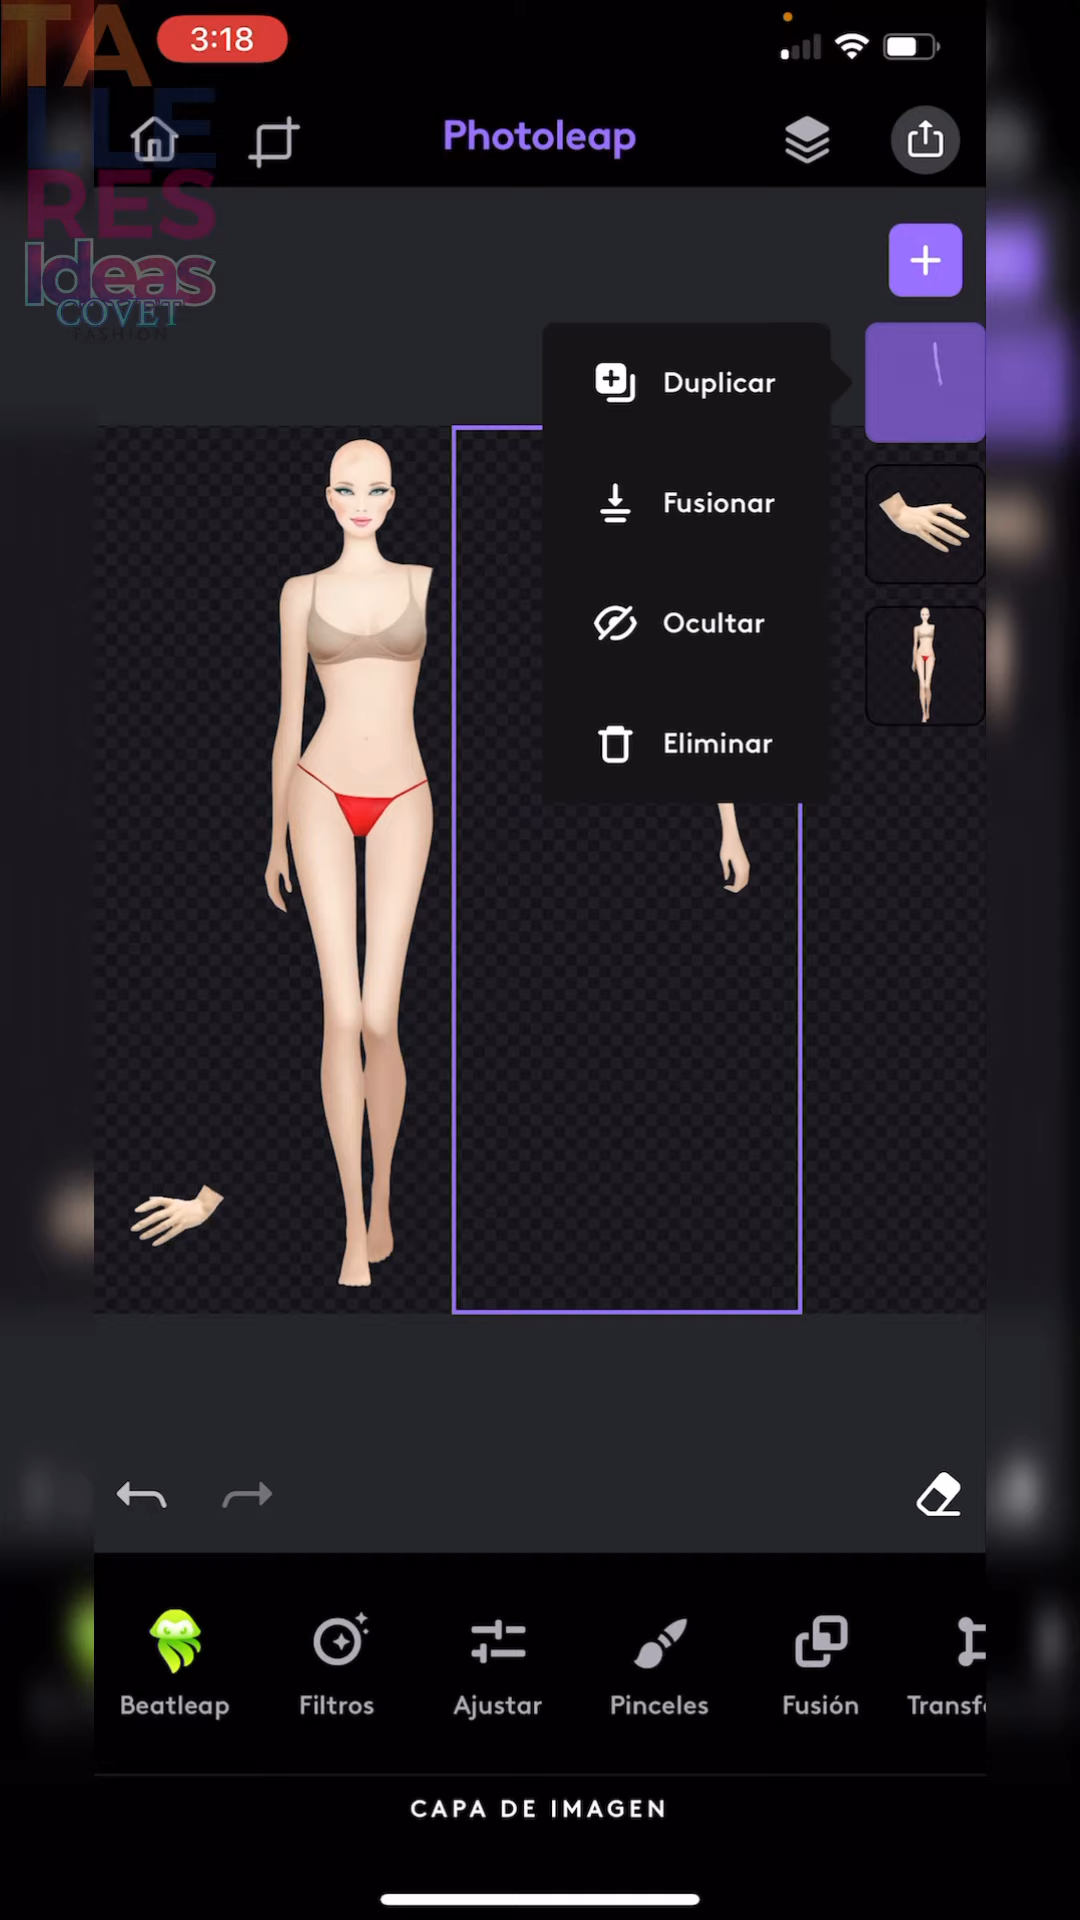 TA
LLE
RES
Ideas
COVET
FASHION
3:18
Photoleap
Duplicar
Fusionar
Ocultar
Eliminar
Beatleap
Filtros
Ajustar
Pinceles
Fusión
Transf
CAPA DE IMAGEN